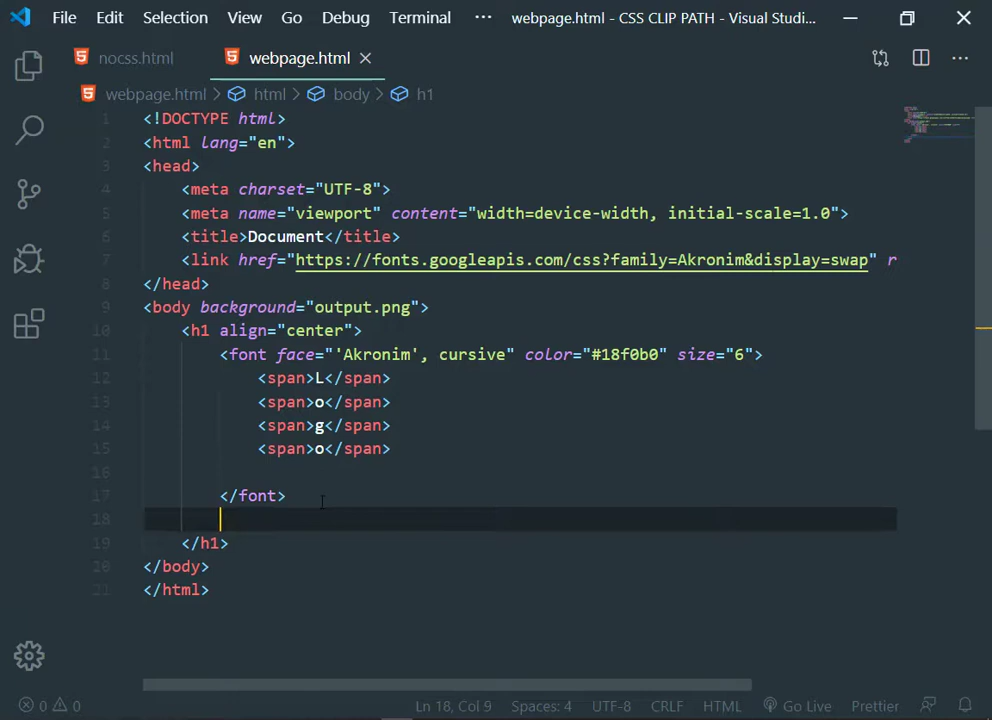 File Edit Selection View Go Debug Terminal ··· webpage.html - CSS CLIP PATH - Visual Studi...
nocss.html webpage.html
webpage.html > html > body > h1
1 <!DOCTYPE html>
2 <html lang="en">
3 <head>
4 <meta charset="UTF-8">
5 <meta name="viewport" content="width=device-width, initial-scale=1.0">
6 <title>Document</title>
7 <link href="https://fonts.googleapis.com/css?family=Akronim&display=swap" r
8 </head>
9 <body background="output.png">
10 <h1 align="center">
11 <font face="'Akronim', cursive" color="#18f0b0" size="6">
12 <span>L</span>
13 <span>o</span>
14 <span>g</span>
15 <span>o</span>
16
17 </font>
18
19 </h1>
20 </body>
21 </html>
0 0 Ln 18, Col 9 Spaces: 4 UTF-8 CRLF HTML Go Live Prettier